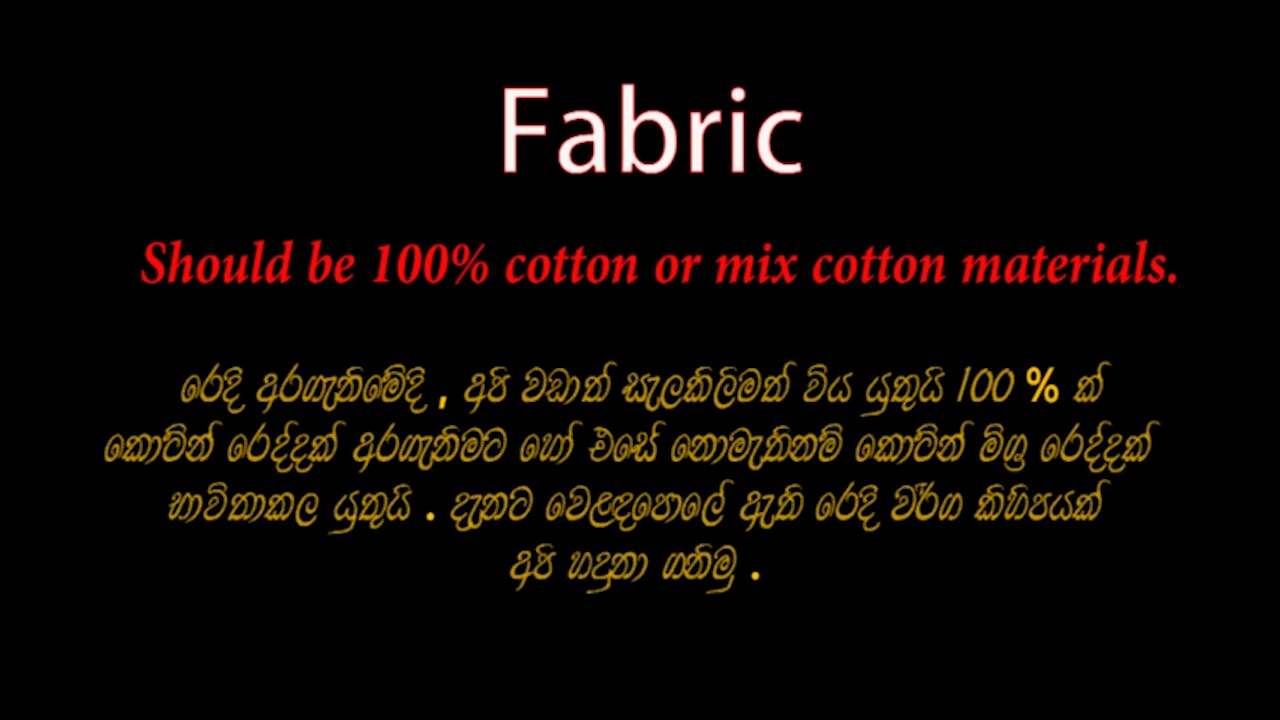 Fabric
Should be 100% cotton or mix cotton materials.
රෙදි අරගැනිමේදි , අපි වඩාත් සැලකිලිමත් විය යුතුයි 100 % ක්
කොටන් රෙද්දක් අරගැනිමට හෝ එසේ නොමැතිනම් කොටන් මිශ්‍ර රෙද්දක්
භාවිතාකල යුතුයි . දැනට වෙළඳපොලේ ඇති රෙදි වර්ග කිහිපයක්
අපි හදුනා ගනිමු .